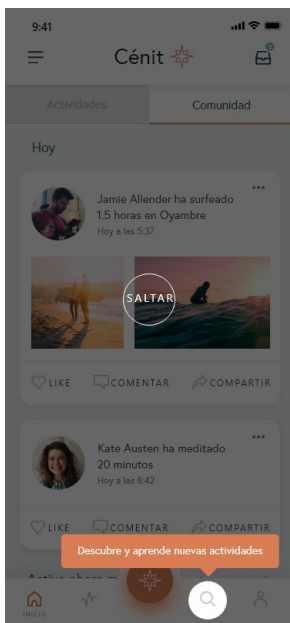 9:41
Cénit
Actividades
Comunidad
Hoy
Jamie Allender ha surfeado
1.5 horas en Oyambre
Hoy a las 5:37
SALTAR
LIKE
COMENTAR
COMPARTIR
Kate Austen ha meditado
20 minutos
Hoy a las 8:42
LIKE
COMENTAR
COMPARTIR
Descubre y aprende nuevas actividades
INICIO